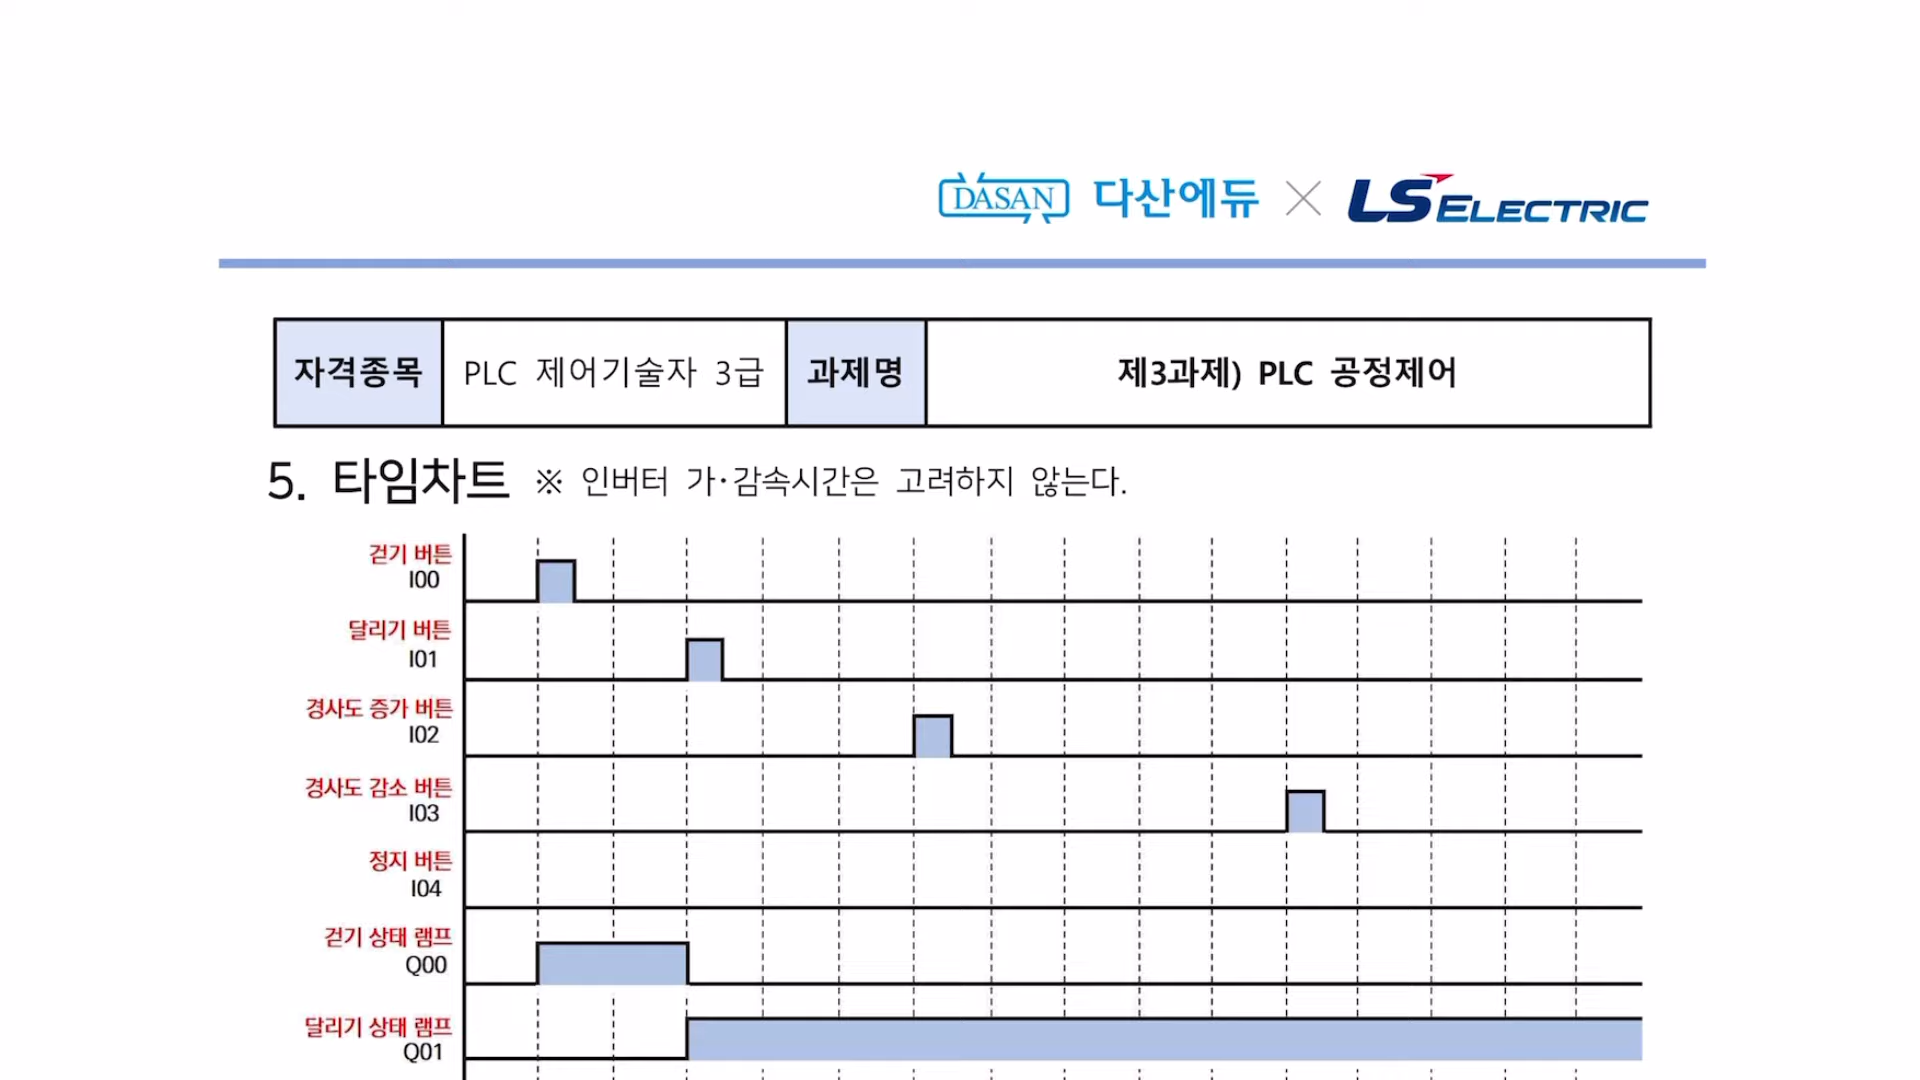 DASAN 다산에듀 × LS ELECTRIC
자격종목 PLC 제어기술자 3급 과제명 제3과제) PLC 공정제어
5. 타임차트 ※ 인버터 가·감속시간은 고려하지 않는다.
걷기 버튼
I00
달리기 버튼
I01
경사도 증가 버튼
I02
경사도 감소 버튼
I03
정지 버튼
I04
걷기 상태 램프
Q00
달리기 상태 램프
Q01